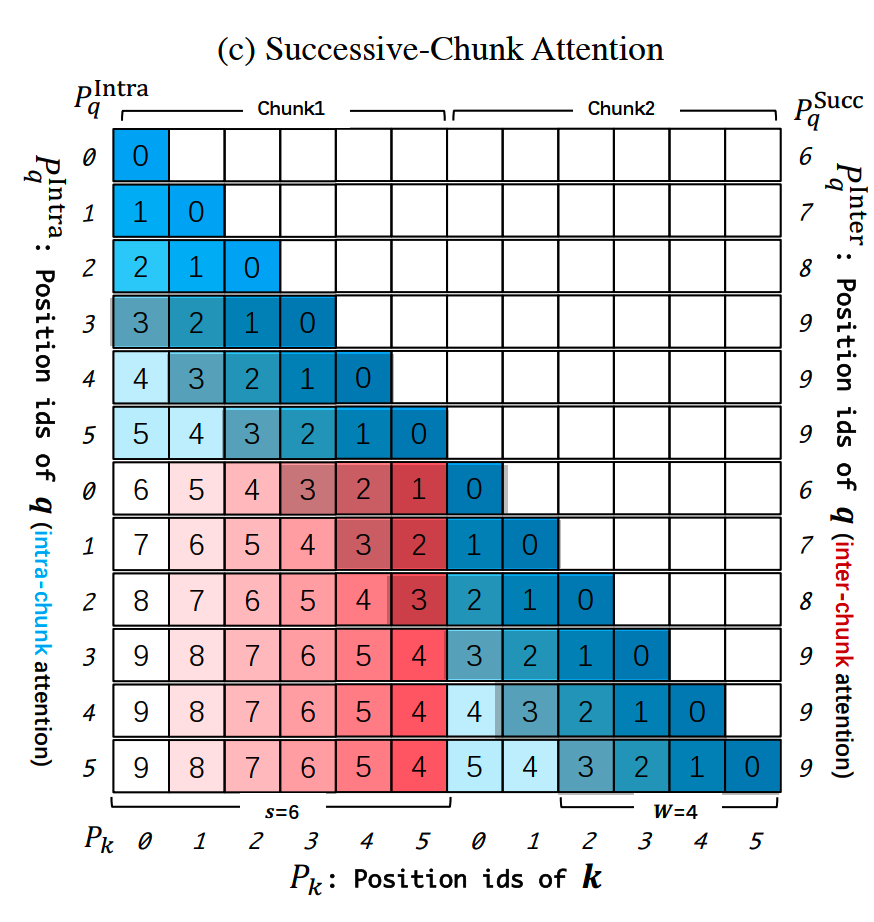 (c) Successive-Chunk Attention
P_q^Intra Chunk1 Chunk2 P_q^Succ
0 0 6
1 1 0 7
2 2 1 0 8
3 3 2 1 0 9
4 4 3 2 1 0 9
5 5 4 3 2 1 0 9
0 6 5 4 3 2 1 0 6
1 7 6 5 4 3 2 1 0 7
2 8 7 6 5 4 3 2 1 0 8
3 9 8 7 6 5 4 3 2 1 0 9
4 9 8 7 6 5 4 4 3 2 1 0 9
5 9 8 7 6 5 4 5 4 3 2 1 0 9
P_q^Intra: Position ids of q (intra-chunk attention)
P_q^Inter: Position ids of q (inter-chunk attention)
s=6 W=4
P_k 0 1 2 3 4 5 0 1 2 3 4 5
P_k: Position ids of k